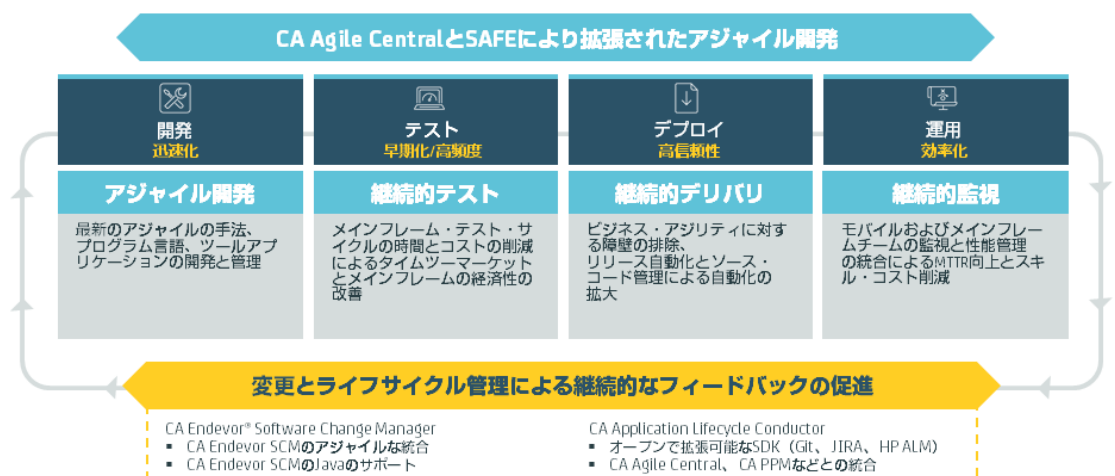 CA Agile CentralとSAFEにより拡張されたアジャイル開発
開発
迅速化
テスト
早期化/高頻度
デプロイ
高信頼性
運用
効率化
アジャイル開発
最新のアジャイルの手法、
プログラム言語、ツールアプ
リケーションの開発と管理
継続的テスト
メインフレーム・テスト・サ
イクルの時間とコストの削減
によるタイムツーマーケット
とメインフレームの経済性の
改善
継続的デリバリ
ビジネス・アジリティに対す
る障壁の排除、
リリース自動化とソース・
コード管理による自動化の
拡大
継続的監視
モバイルおよびメインフレー
ムチームの監視と性能管理
の統合によるMTTR向上とスキ
ル・コスト削減
変更とライフサイクル管理による継続的なフィードバックの促進
CA Endevor® Software Change Manager
▪ CA Endevor SCMのアジャイルな統合
▪ CA Endevor SCMのJavaのサポート
CA Application Lifecycle Conductor
▪ オープンで拡張可能なSDK（Git、JIRA、HP ALM）
▪ CA Agile Central、CA PPMなどとの統合